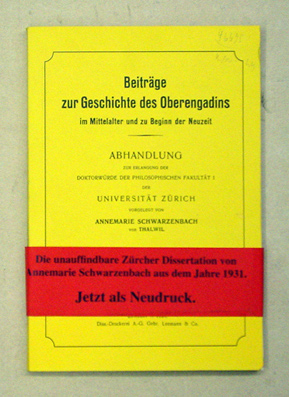 Beiträge
zur Geschichte des Oberengadins
im Mittelalter und zu Beginn der Neuzeit
ABHANDLUNG
ZUR ERLANGUNG DER
DOKTORWÜRDE DER PHILOSOPHISCHEN FAKULTÄT I
DER
UNIVERSITÄT ZÜRICH
VORGELEGT VON
ANNEMARIE SCHWARZENBACH
VON THALWIL
Die unauffindbare Zürcher Dissertation von
Annemarie Schwarzenbach aus dem Jahre 1931.
Jetzt als Neudruck.
Diss.-Druckerei A.-G. Gebr. Leemann & Co.